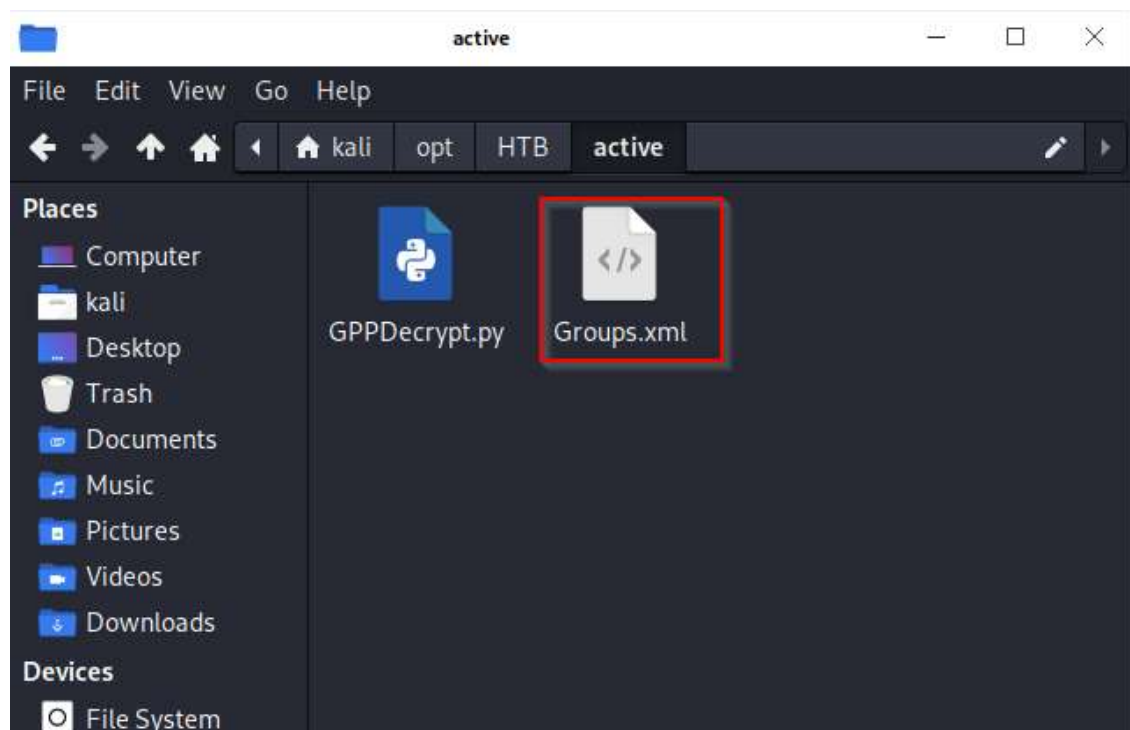 active
File Edit View Go Help
kali opt HTB active
Places
Computer
kali
Desktop
Trash
Documents
Music
Pictures
Videos
Downloads
Devices
File System
GPPDecrypt.py Groups.xml